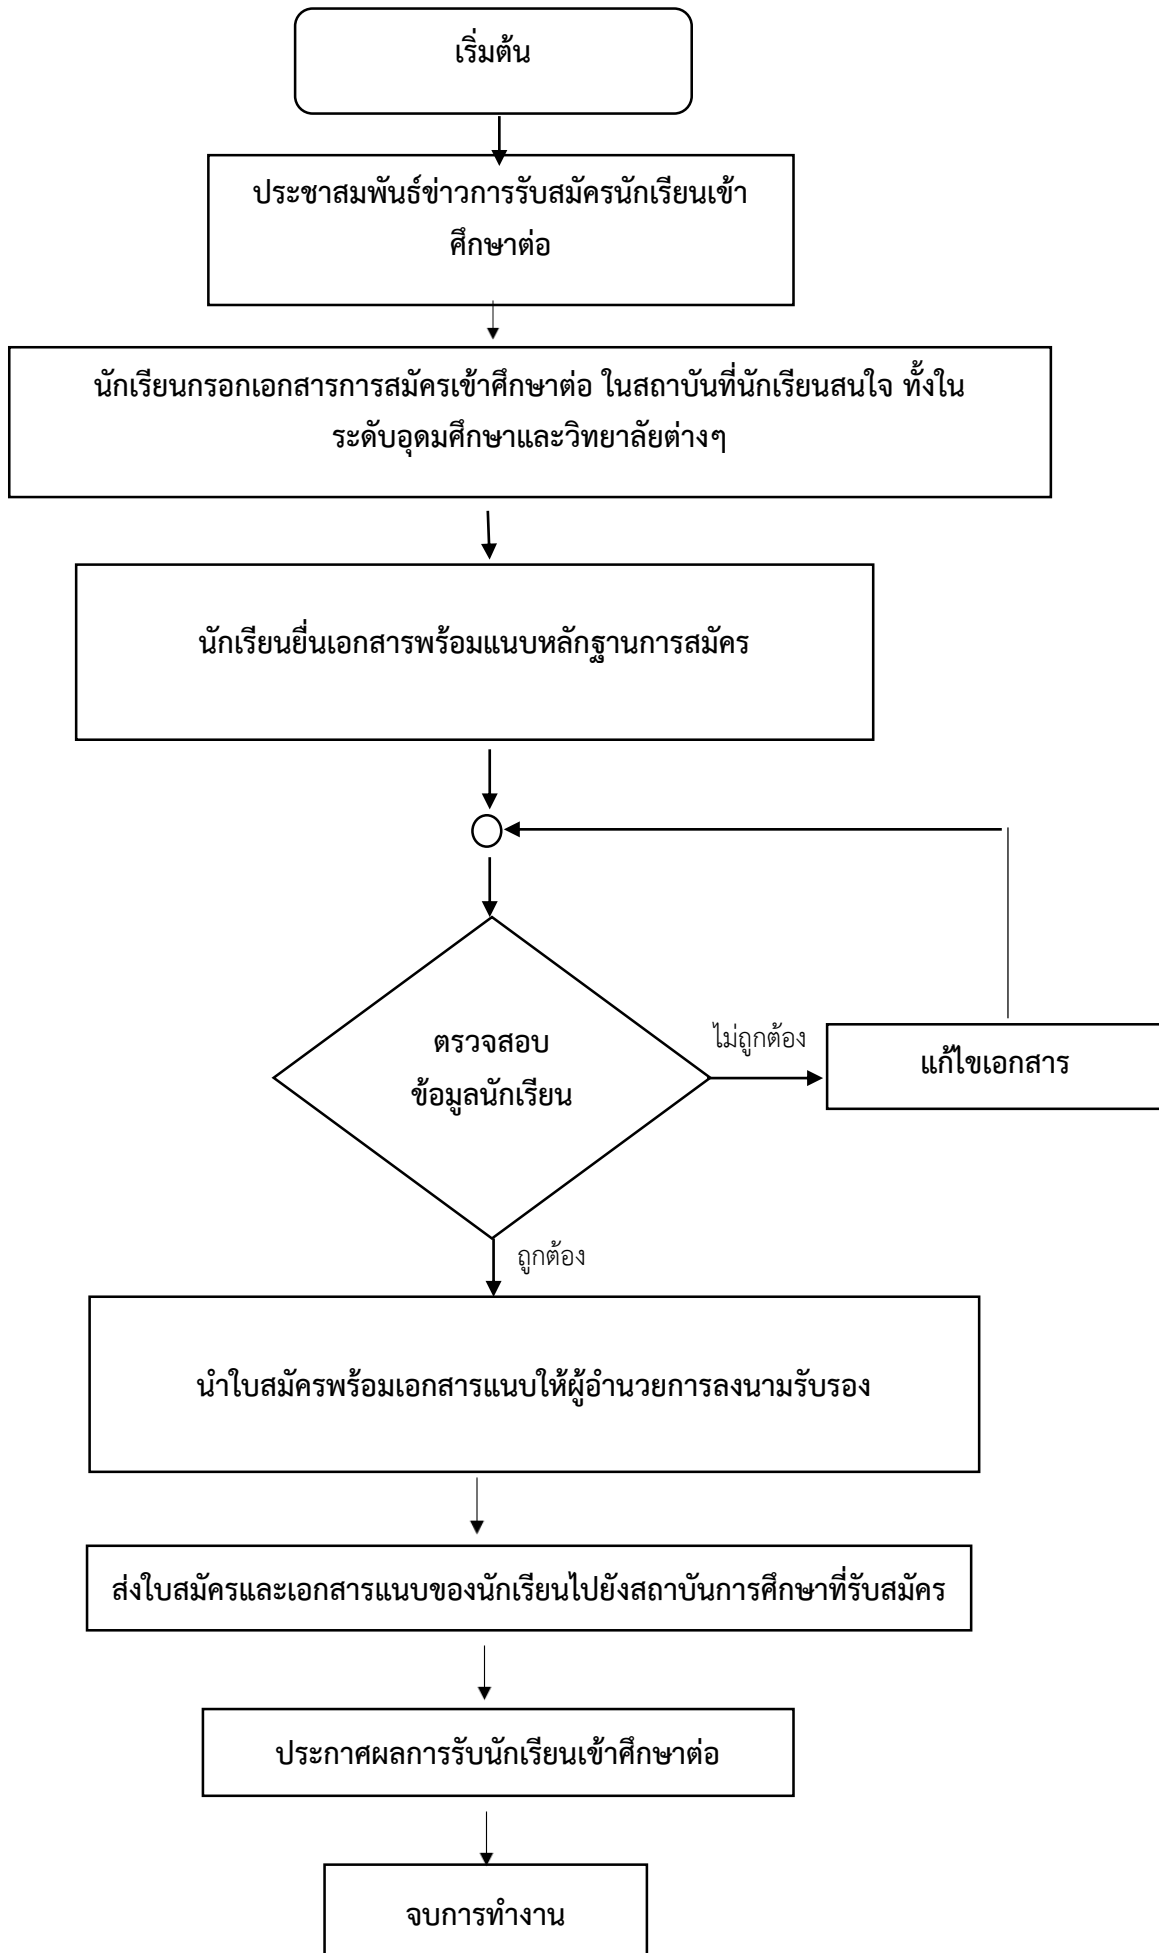 เริ่มต้น
ประชาสมพันธ์ข่าวการรับสมัครนักเรียนเข้า
ศึกษาต่อ
นักเรียนกรอกเอกสารการสมัครเข้าศึกษาต่อ ในสถาบันที่นักเรียนสนใจ ทั้งใน
ระดับอุดมศึกษาและวิทยาลัยต่างๆ
นักเรียนยื่นเอกสารพร้อมแนบหลักฐานการสมัคร
ตรวจสอบ
ข้อมูลนักเรียน
ไม่ถูกต้อง
แก้ไขเอกสาร
ถูกต้อง
นำใบสมัครพร้อมเอกสารแนบให้ผู้อำนวยการลงนามรับรอง
ส่งใบสมัครและเอกสารแนบของนักเรียนไปยังสถาบันการศึกษาที่รับสมัคร
ประกาศผลการรับนักเรียนเข้าศึกษาต่อ
จบการทำงาน